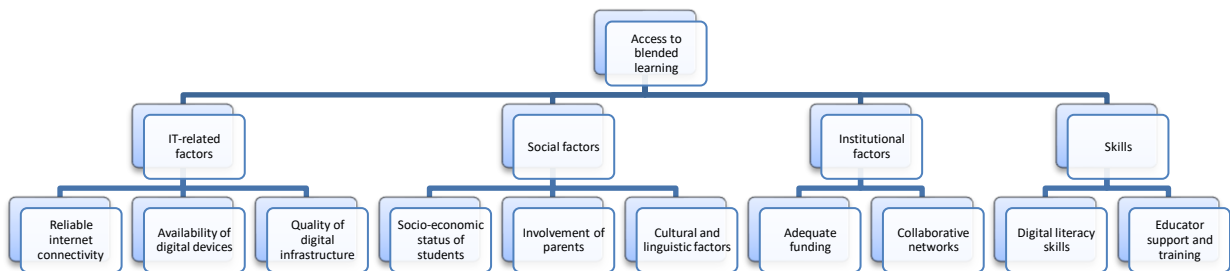 Access to
blended
learning
IT-related
factors
Social factors
Institutional
factors
Skills
Reliable
internet
connectivity
Availability of
digital devices
Quality of
digital
infrastructure
Socio-economic
status of
students
Involvement of
parents
Cultural and
linguistic factors
Adequate
funding
Collaborative
networks
Digital literacy
skills
Educator
support and
training